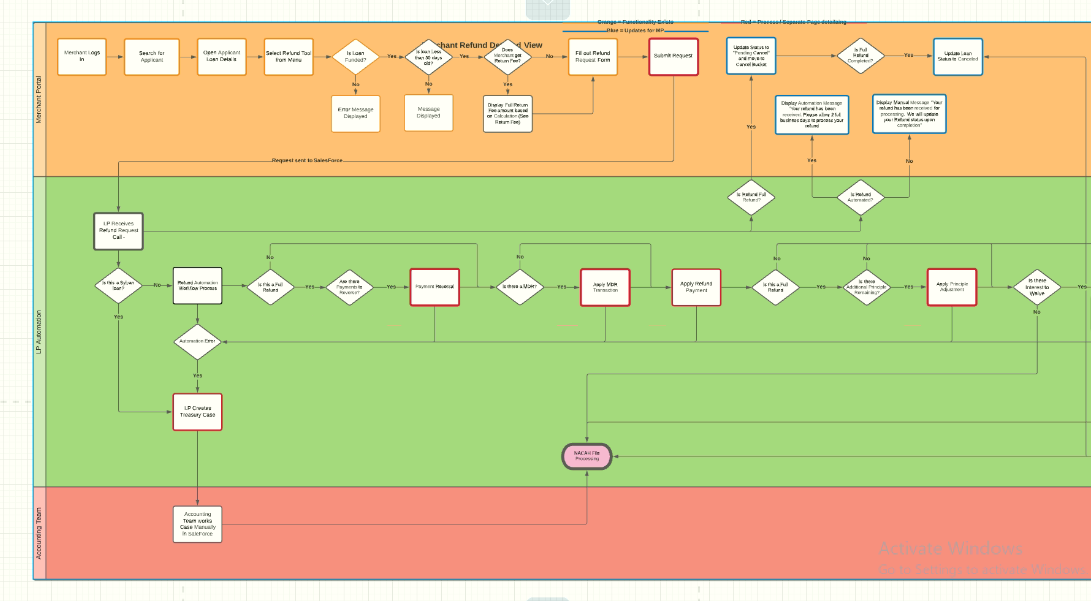 Orange = Functionality Exists
Red = Process / Separate Page detailing
Blue = Updates for MP
chant Refund De
d View
Merchant Portal
Merchant Logs
In
Search for
Applicant
Open Applicant
Loan Details
Select Refund Tool
from Menu
Is Loan
Funded?
Yes
Is loan Less
than 30 days
old?
Yes
Does
Merchant get
Return Fee?
No
Fill out Refund
Request Form
Submit Request
Update Status to
"Pending Cancel"
and move to
Cancel Bucket
Is Full
Refund
Completed?
Yes
Update Loan
Status to Canceled
No
Error Message
Displayed
No
Message
Displayed
Yes
Display Full Return
Fee amount based
on Calculation (See
Return Fee)
Display Automation Message
"Your refund has been
received. Please allow 2 full
business days to process your
refund
Display Manual Message "Your
refund has been received for
processing. We will update
your Refund status upon
completion"
Yes
Yes
No
Request sent to SalesForce
LP Automation
Is Refund Full
Refund?
Is Refund
Automated?
LP Receives
Refund Request
Call -
Is this a Sylvan
loan?
No
Refund Automation
Workflow Process
No
Is this a Full
Refund
Yes
Are there
Payments to
Reverse?
Yes
Payment Reversal
No
Is there a MDR?
Yes
Apply MDR
Transaction
Apply Refund
Payment
No
Is this a Full
Refund
Yes
No
Is there
Additional Principle
Remaining?
Yes
Apply Principle
Adjustment
Is there
Interest to
Waive
Yes
No
Yes
Automation Error
Yes
LP Creates
Treasury Case
NACAH File
Processing
Accounting Team
Accounting
Team works
Case Manually
in SaleForce
Activate Windows
Go to Settings to activate Windows